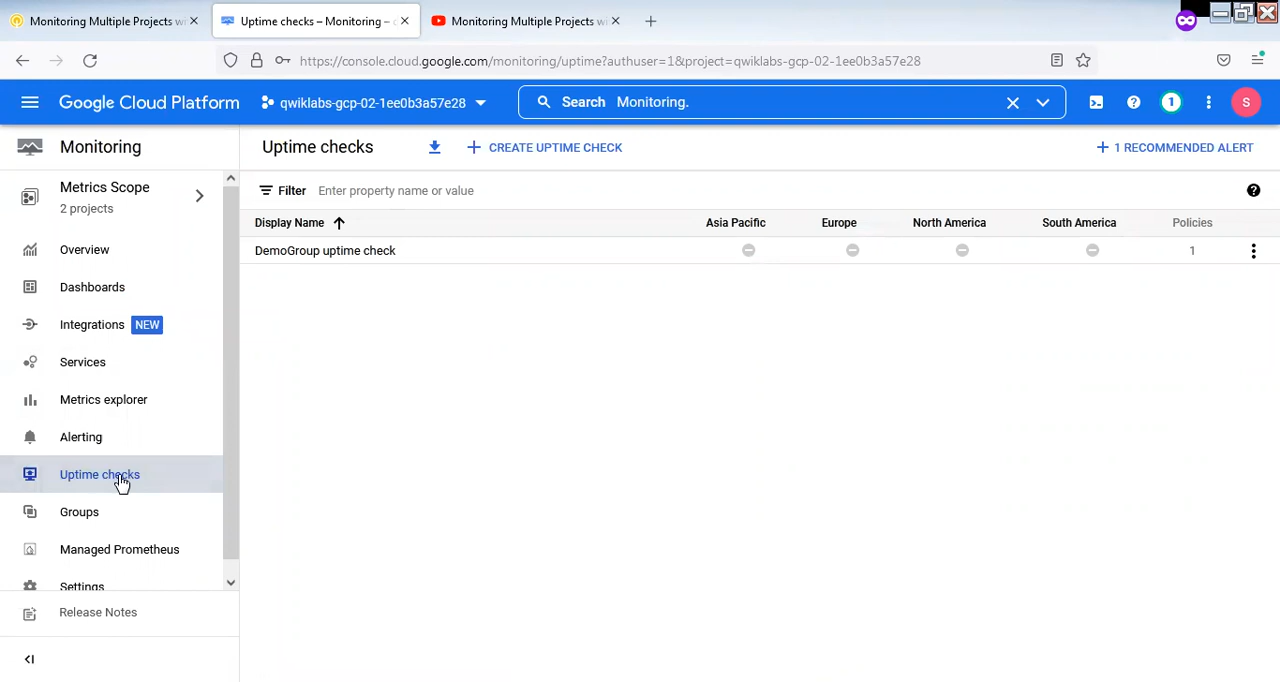 Monitoring Multiple Projects wi
Uptime checks – Monitoring – c
Monitoring Multiple Projects wi
https://console.cloud.google.com/monitoring/uptime?authuser=1&project=qwiklabs-gcp-02-1ee0b3a57e28
Google Cloud Platform
qwiklabs-gcp-02-1ee0b3a57e28
Search Monitoring.
1
S
Monitoring
Uptime checks
CREATE UPTIME CHECK
1 RECOMMENDED ALERT
Metrics Scope
2 projects
Filter Enter property name or value
Display Name Asia Pacific Europe North America South America Policies
DemoGroup uptime check 1
Overview
Dashboards
Integrations NEW
Services
Metrics explorer
Alerting
Uptime checks
Groups
Managed Prometheus
Settings
Release Notes